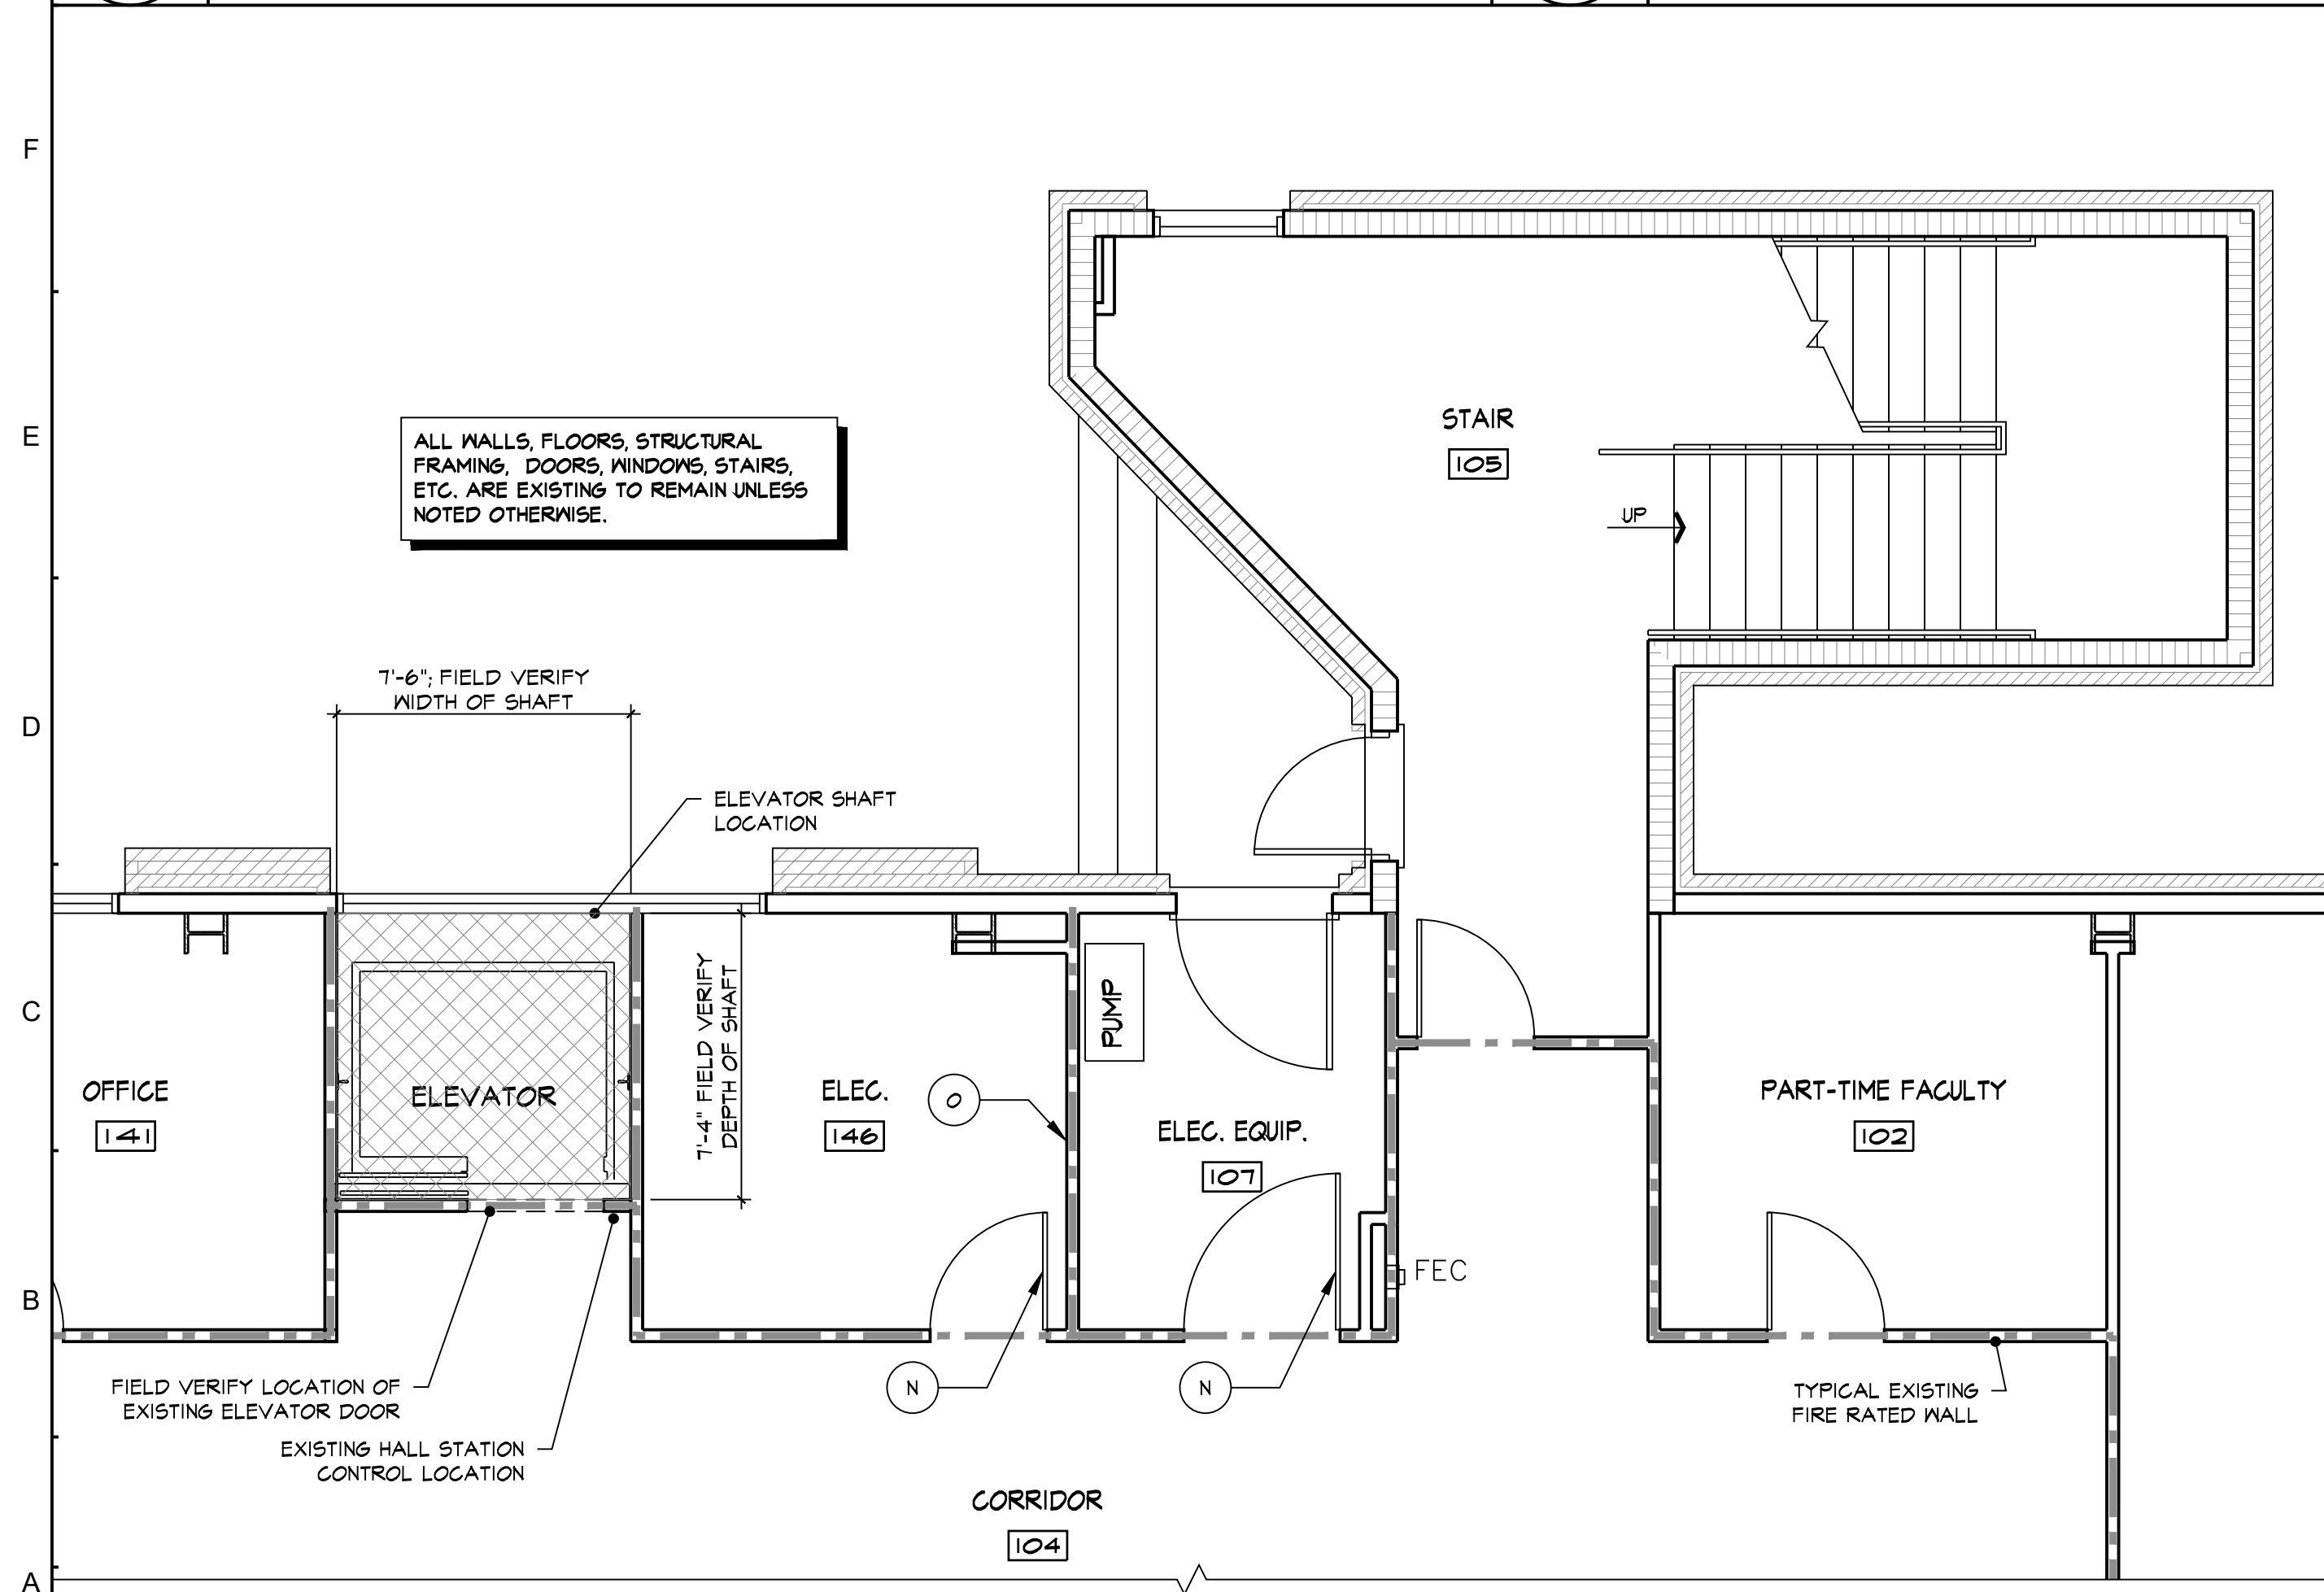 F
E
D
C
B
A
ALL WALLS, FLOORS, STRUCTURAL
FRAMING, DOORS, WINDOWS, STAIRS,
ETC. ARE EXISTING TO REMAIN UNLESS
NOTED OTHERWISE.
STAIR
105
UP
7'-6"; FIELD VERIFY
WIDTH OF SHAFT
ELEVATOR SHAFT
LOCATION
OFFICE
141
ELEVATOR
7'-4" FIELD VERIFY
DEPTH OF SHAFT
ELEC.
146
O
PUMP
ELEC. EQUIP.
107
PART-TIME FACULTY
102
FEC
N
N
FIELD VERIFY LOCATION OF
EXISTING ELEVATOR DOOR
EXISTING HALL STATION
CONTROL LOCATION
TYPICAL EXISTING
FIRE RATED WALL
CORRIDOR
104